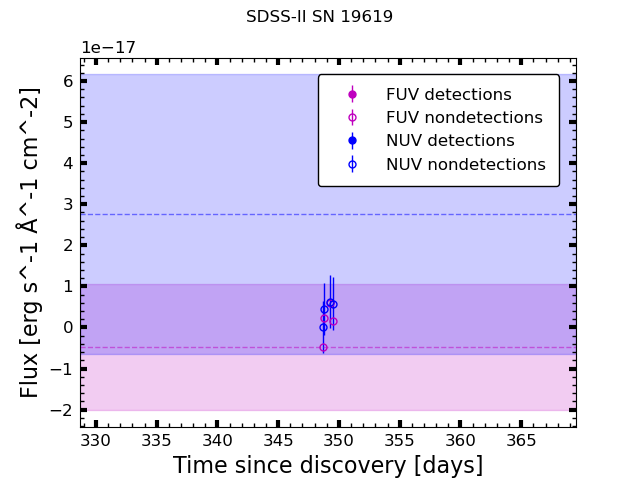 SDSS-II SN 19619
1e−17
FUV detections
FUV nondetections
NUV detections
NUV nondetections
6
5
4
3
2
1
0
−1
−2
Flux [erg s^-1 Å^-1 cm^-2]
330 335 340 345 350 355 360 365
Time since discovery [days]